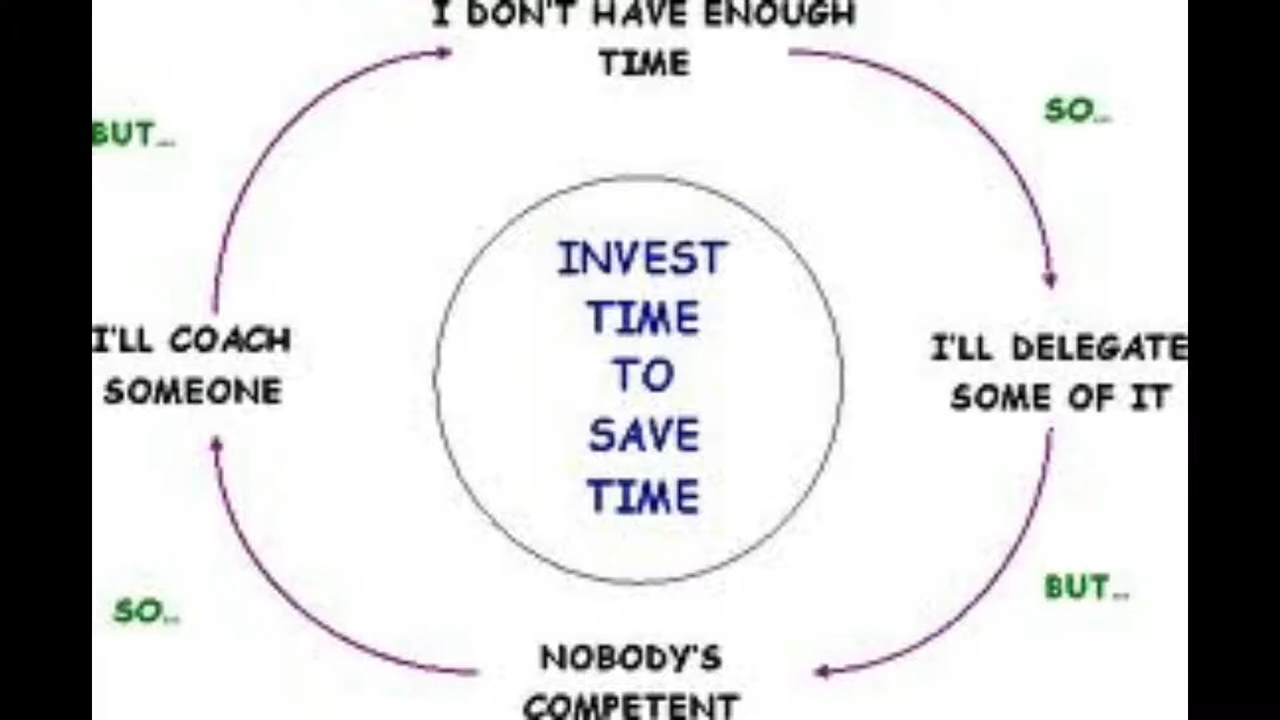 I DON'T HAVE ENOUGH
TIME
SO...
I'LL DELEGATE
SOME OF IT
BUT...
NOBODY'S
COMPETENT
SO...
I'LL COACH
SOMEONE
BUT...
INVEST
TIME
TO
SAVE
TIME